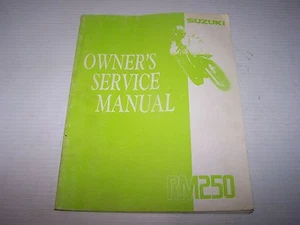 SUZUKI
OWNER'S
SERVICE
MANUAL
RM250